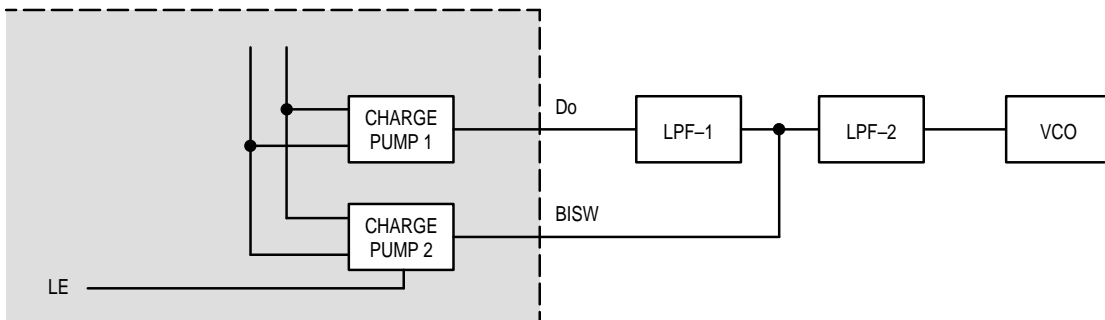 CHARGE
PUMP 1
Do
LPF–1
LPF–2
VCO
CHARGE
PUMP 2
BISW
LE